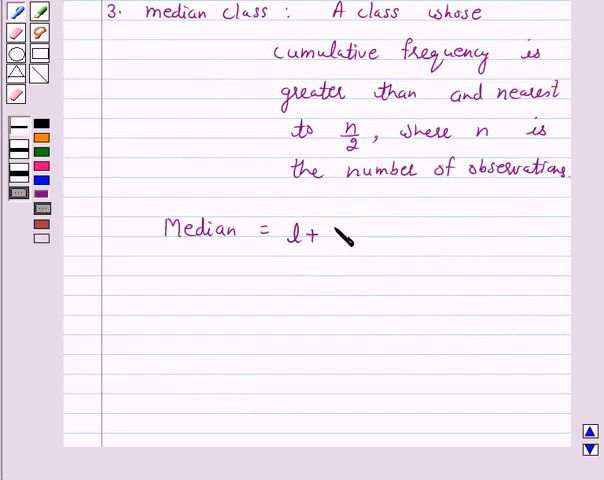 3. median class : A class whose
cumulative frequency is
greater than and nearest
to n/2, where n is
the number of observations.
Median = l +